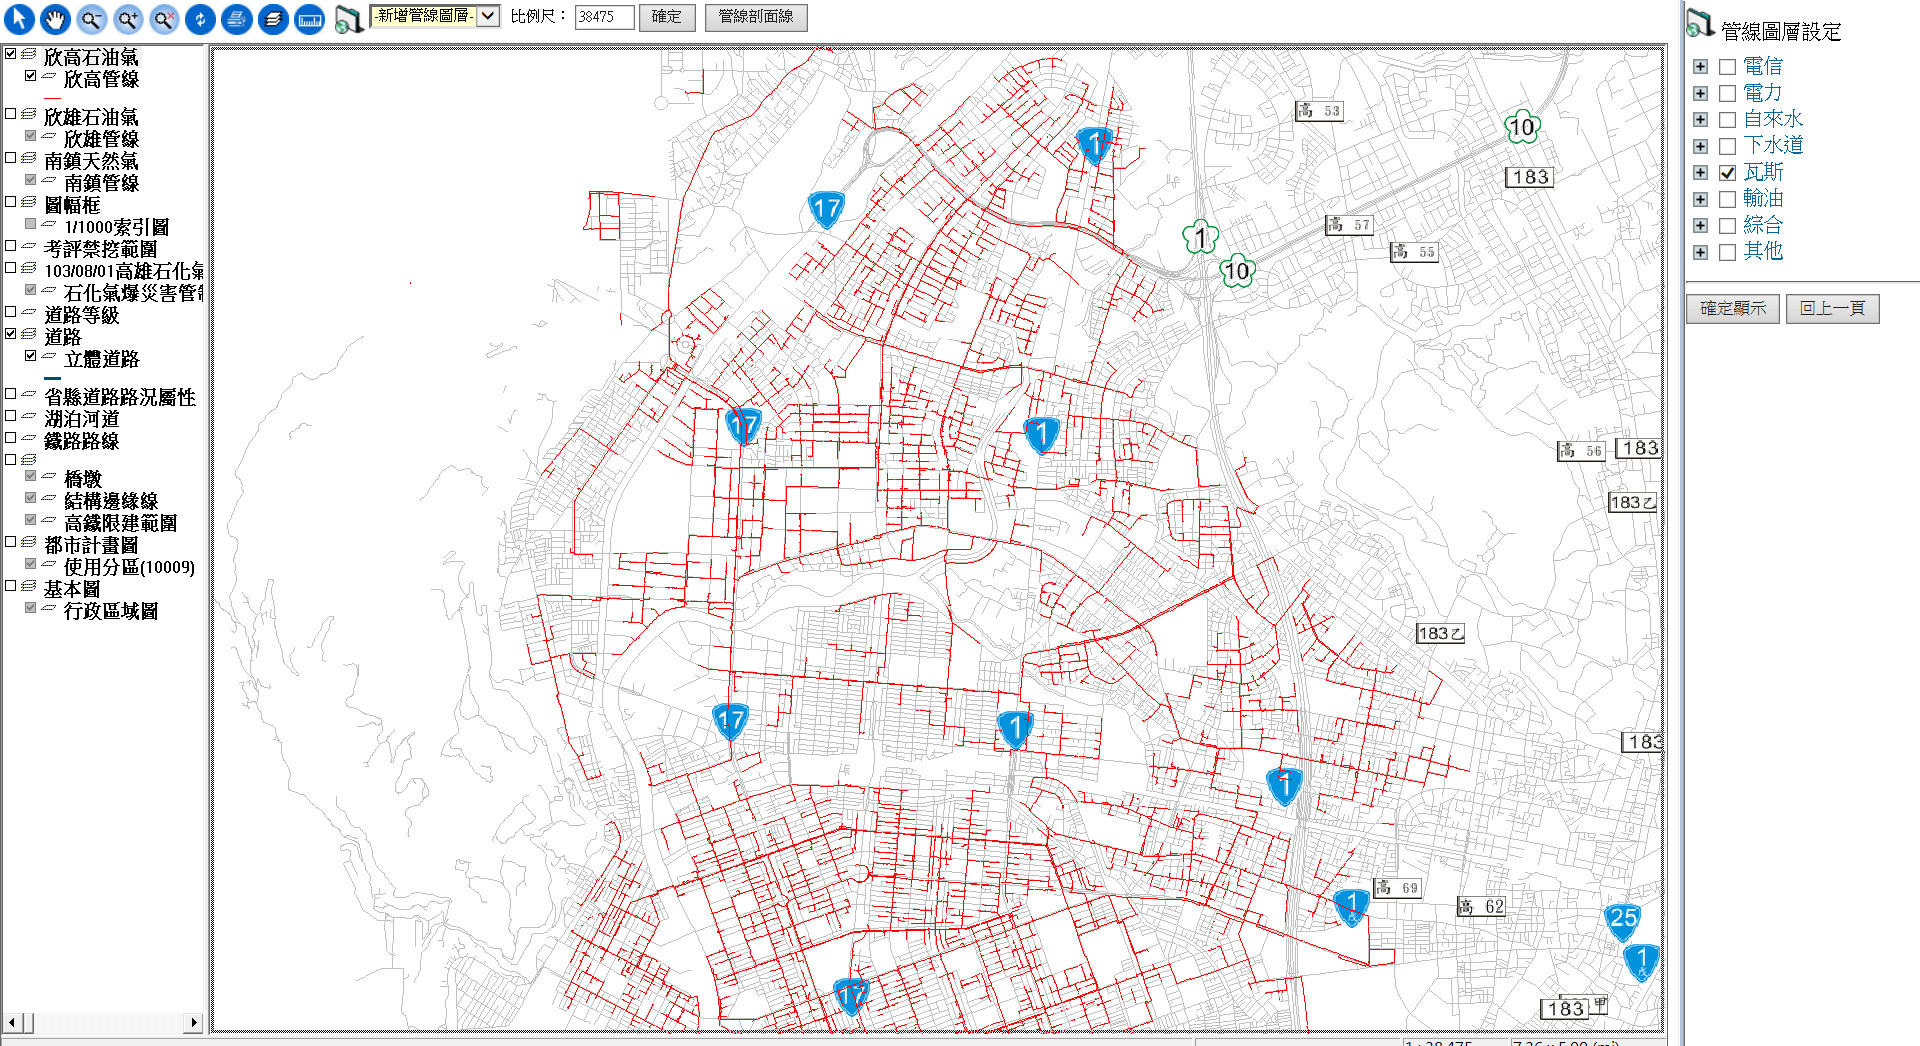 -新增管線圖層-
比例尺：
38475
確定
管線剖面線
欣高石油氣
欣高管線
欣雄石油氣
欣雄管線
南鎮天然氣
南鎮管線
圖幅框
1/1000索引圖
考評禁挖範圍
103/08/01高雄石化氣
石化氣爆災害管
道路等級
道路
立體道路
省縣道路路況屬性
湖泊河道
鐵路路線
橋墩
結構邊緣線
高鐵限建範圍
都市計畫圖
使用分區(10009)
基本圖
行政區域圖
高 53
10
1
183
17
高 57
1
高 55
10
17
1
高 56
183
183乙
183乙
17
1
183
1
高 69
1戊
高 62
25
1戊
17
183
甲
管線圖層設定
電信
電力
自來水
下水道
瓦斯
輸油
綜合
其他
確定顯示
回上一頁